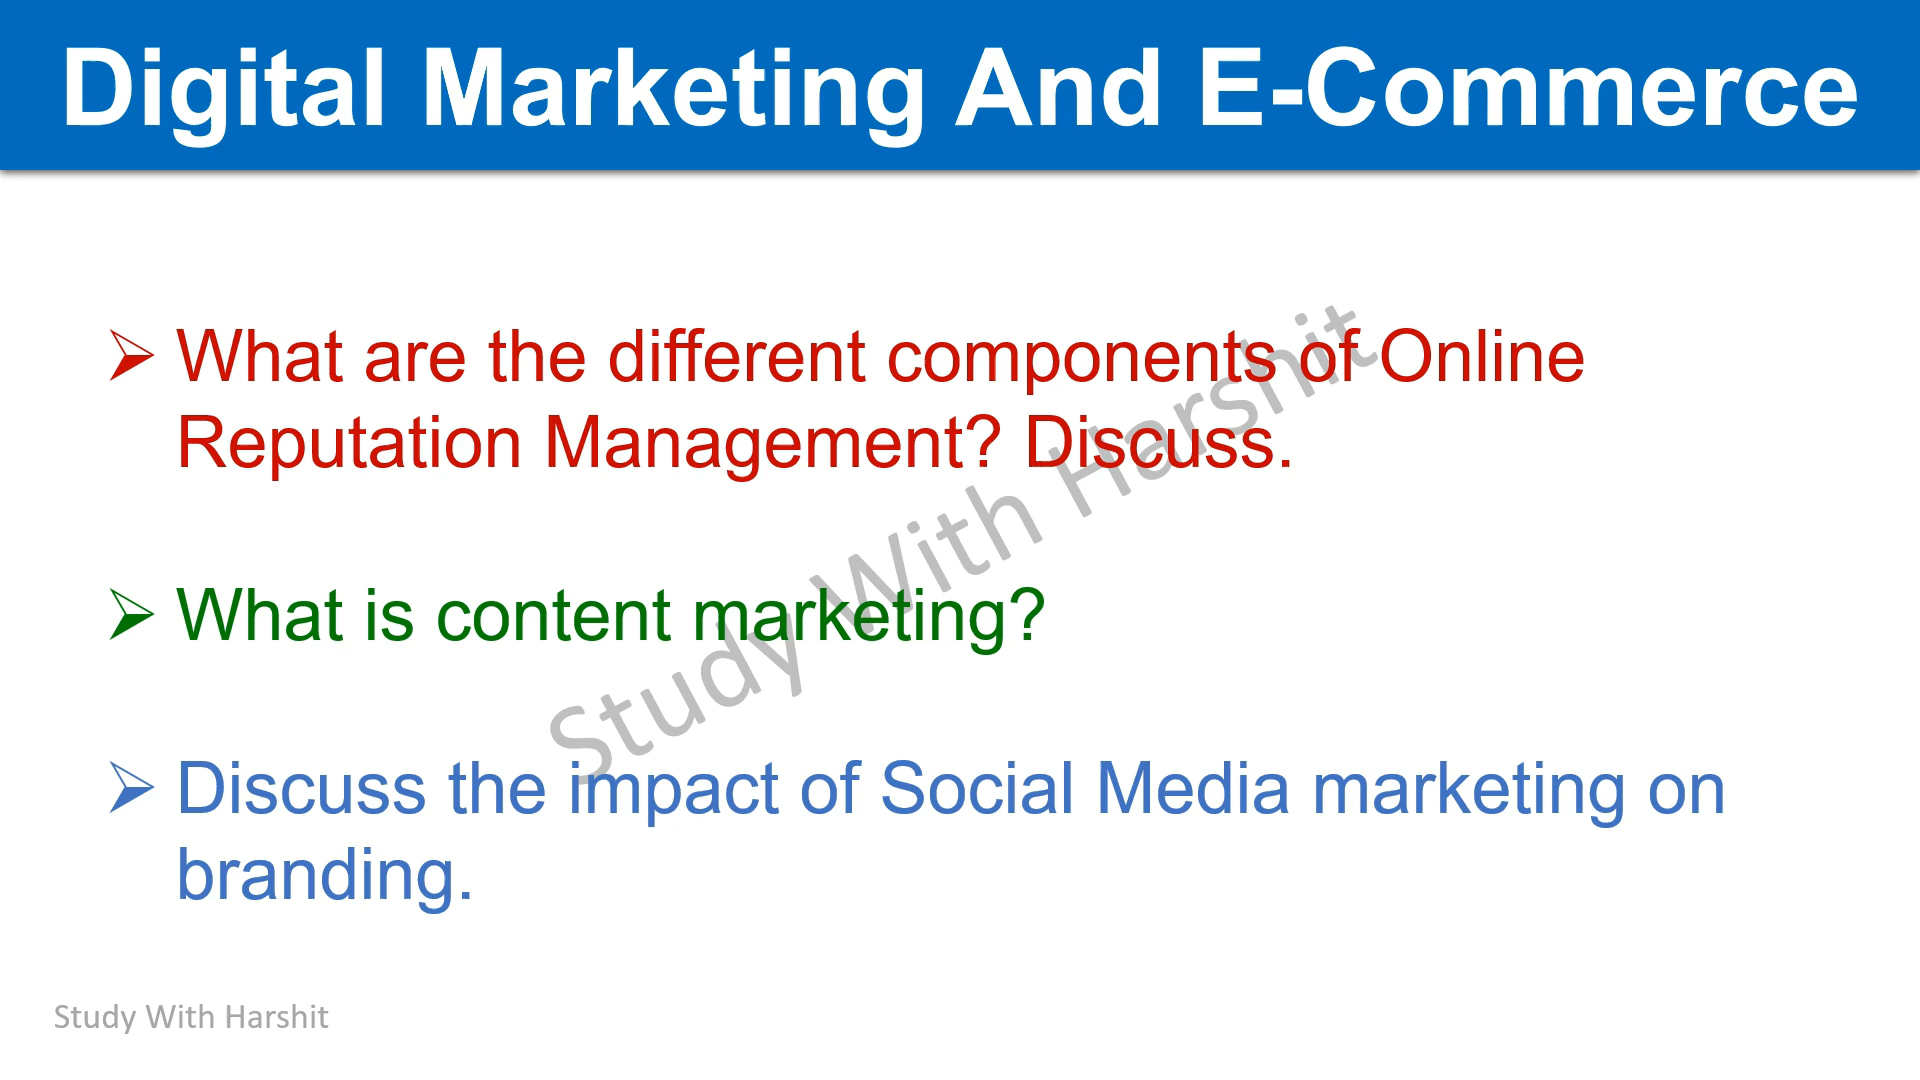 Digital Marketing And E-Commerce
What are the different components of Online
Reputation Management? Discuss.
What is content marketing?
Discuss the impact of Social Media marketing on
branding.
Study With Harshit
Study With Harshit